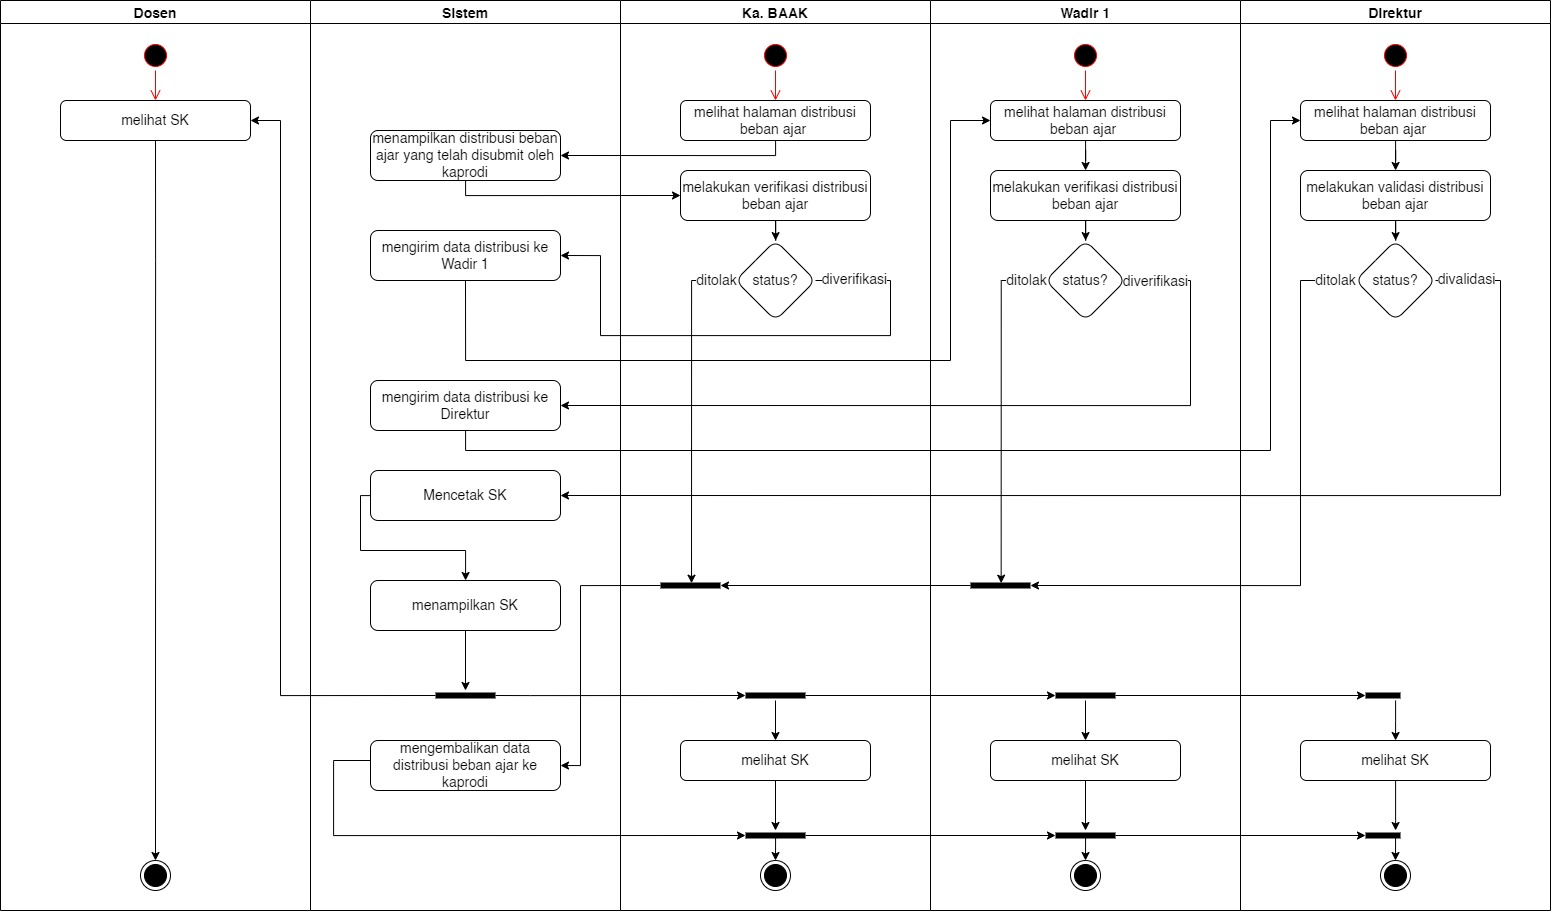 Dosen
Sistem
Ka. BAAK
Wadir 1
Direktur
melihat SK
menampilkan distribusi beban
ajar yang telah disubmit oleh
kaprodi
melihat halaman distribusi
beban ajar
melihat halaman distribusi
beban ajar
melihat halaman distribusi
beban ajar
melakukan verifikasi distribusi
beban ajar
melakukan verifikasi distribusi
beban ajar
melakukan validasi distribusi
beban ajar
mengirim data distribusi ke
Wadir 1
ditolak
status?
diverifikasi
ditolak
status?
diverifikasi
ditolak
status?
divalidasi
mengirim data distribusi ke
Direktur
Mencetak SK
menampilkan SK
mengembalikan data
distribusi beban ajar ke
kaprodi
melihat SK
melihat SK
melihat SK